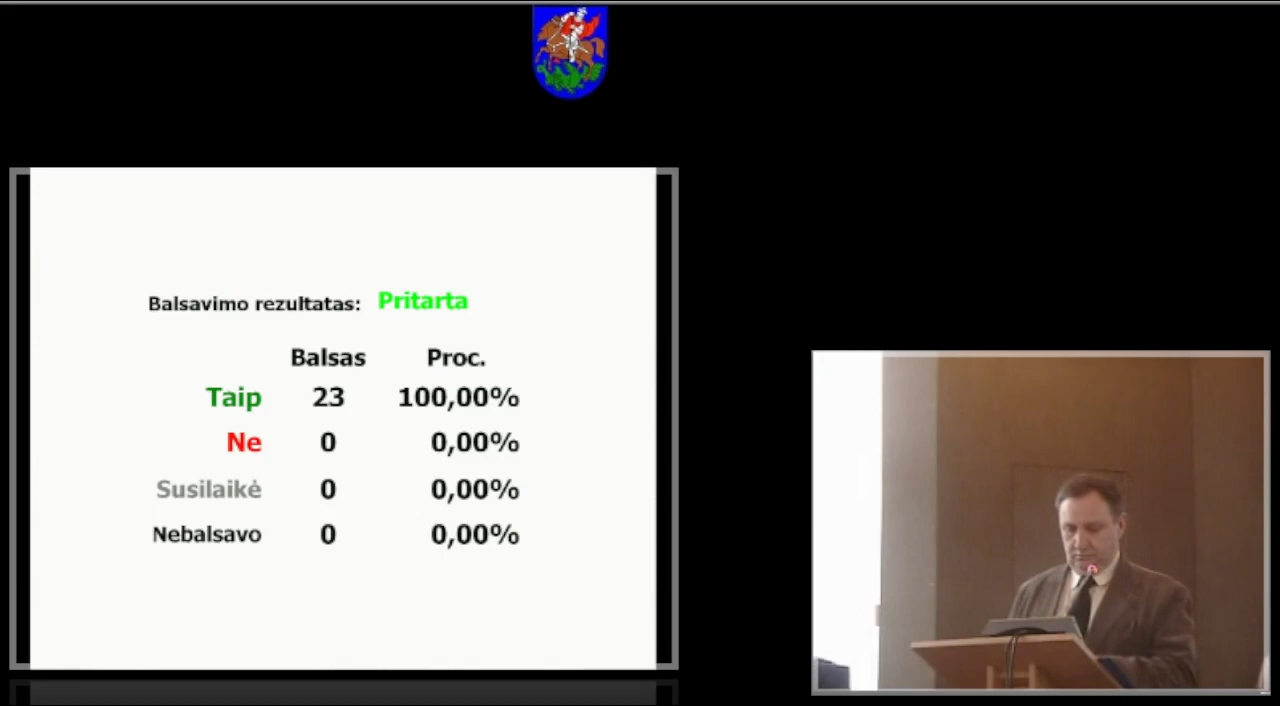 Balsavimo rezultatas: Pritarta
Balsas Proc.
Taip 23 100,00%
Ne 0 0,00%
Susilaikė 0 0,00%
Nebalsavo 0 0,00%